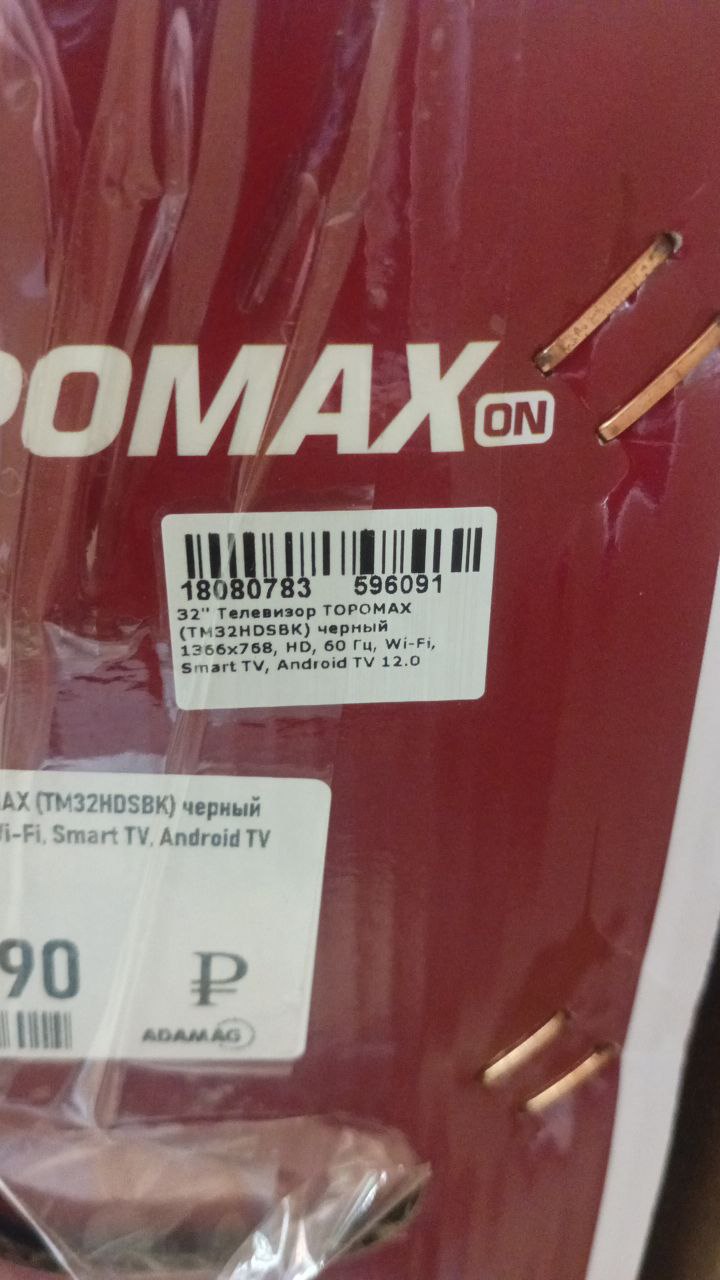 POMAX ON
18080783 596091
32" Телевизор TOPOMAX
(TM32HDSBK) черный
1366x768, HD, 60 Гц, Wi-Fi,
Smart TV, Android TV 12.0
AX (TM32HDSBK) черный
i-Fi, Smart TV, Android TV
90 ₽
ADAMAG